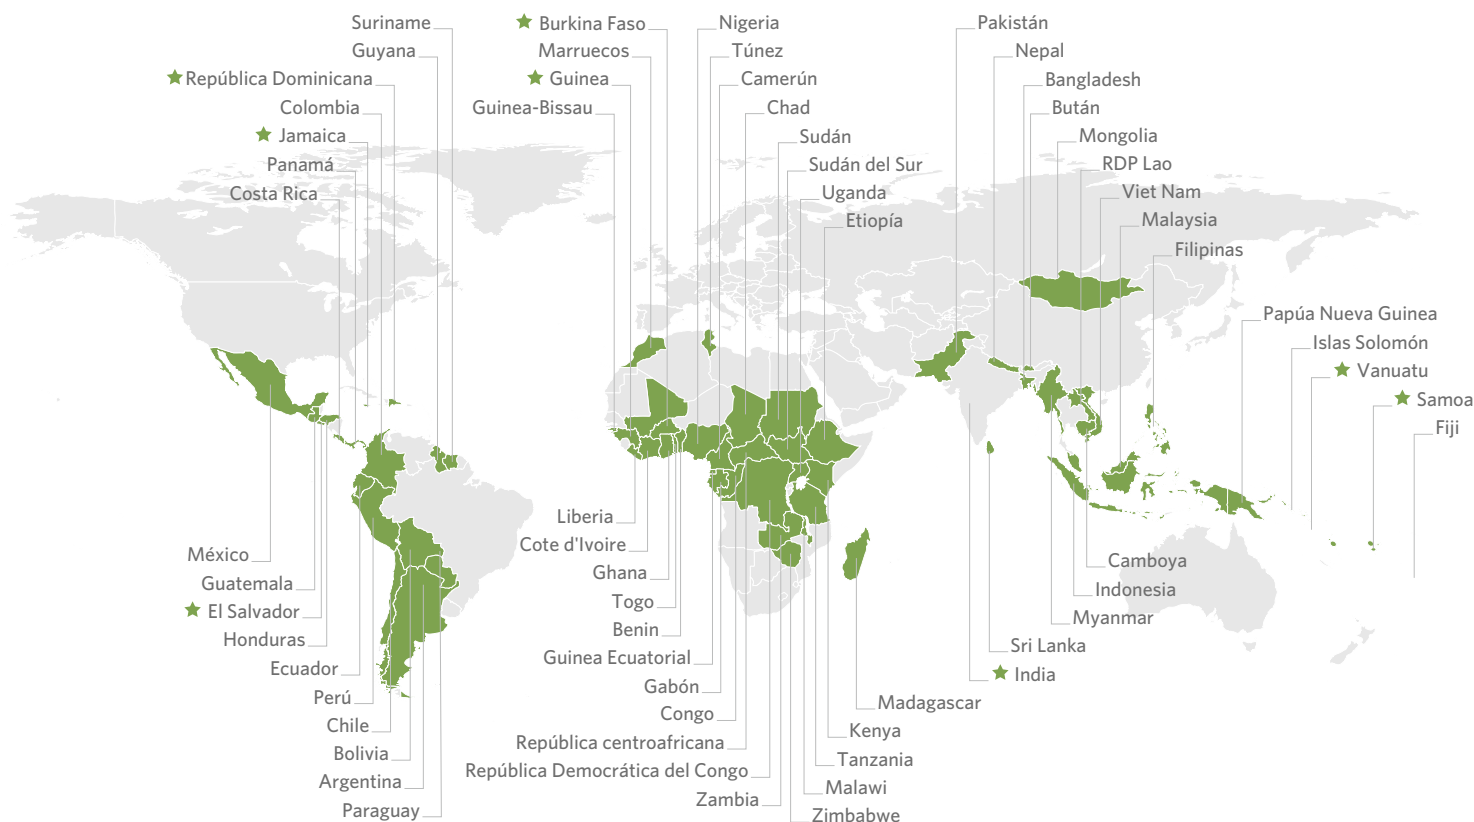 Suriname
Guyana
República Dominicana
Colombia
Jamaica
Panamá
Costa Rica
Burkina Faso
Marruecos
Guinea
Guinea-Bissau
Nigeria
Túnez
Camerún
Chad
Sudán
Sudán del Sur
Uganda
Etiopía
Pakistán
Nepal
Bangladesh
Bután
Mongolia
RDP Lao
Viet Nam
Malaysia
Filipinas
Papúa Nueva Guinea
Islas Solomón
Vanuatu
Samoa
Fiji
México
Guatemala
El Salvador
Honduras
Ecuador
Perú
Chile
Bolivia
Argentina
Paraguay
Liberia
Cote d'Ivoire
Ghana
Togo
Benin
Guinea Ecuatorial
Gabón
Congo
República centroafricana
República Democrática del Congo
Zambia
Madagascar
Kenya
Tanzania
Malawi
Zimbabwe
Camboya
Indonesia
Myanmar
Sri Lanka
India